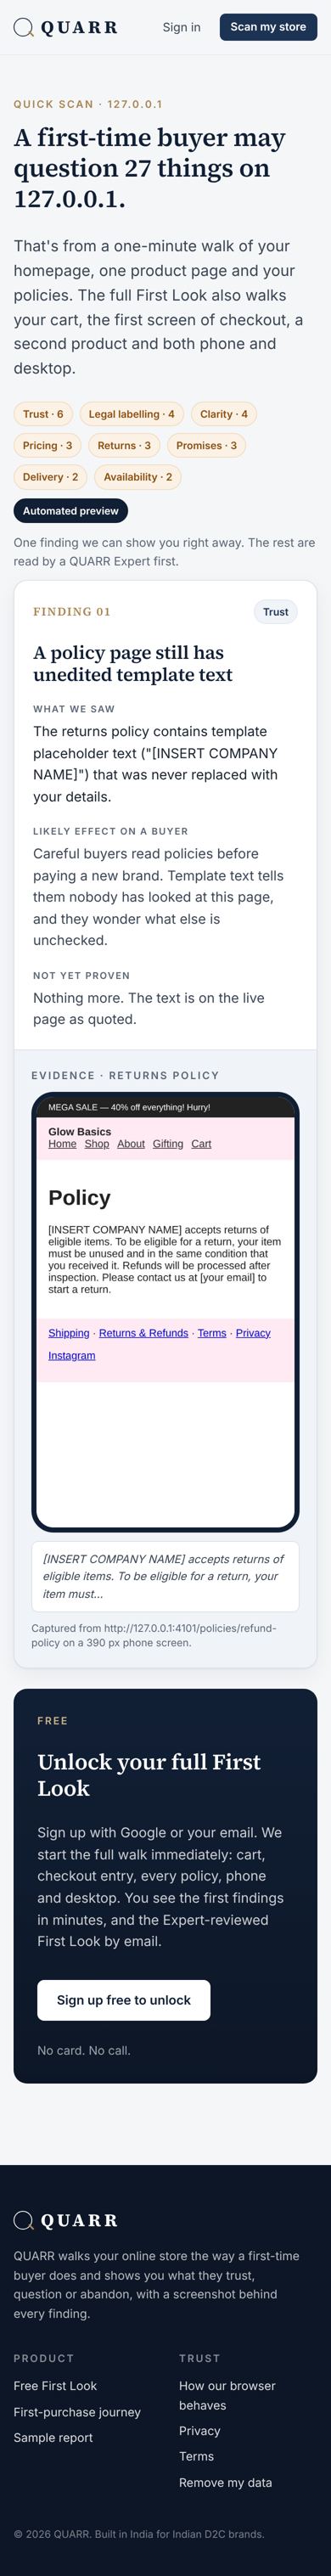 QUARR
Sign in
Scan my store
QUICK SCAN · 127.0.0.1
A first-time buyer may
question 27 things on
127.0.0.1.
That's from a one-minute walk of your
homepage, one product page and your
policies. The full First Look also walks
your cart, the first screen of checkout, a
second product and both phone and
desktop.
Trust · 6
Legal labelling · 4
Clarity · 4
Pricing · 3
Returns · 3
Promises · 3
Delivery · 2
Availability · 2
Automated preview
One finding we can show you right away. The rest are
read by a QUARR Expert first.
FINDING 01
Trust
A policy page still has
unedited template text
WHAT WE SAW
The returns policy contains template
placeholder text ("[INSERT COMPANY
NAME]") that was never replaced with
your details.
LIKELY EFFECT ON A BUYER
Careful buyers read policies before
paying a new brand. Template text tells
them nobody has looked at this page,
and they wonder what else is
unchecked.
NOT YET PROVEN
Nothing more. The text is on the live
page as quoted.
EVIDENCE · RETURNS POLICY
MEGA SALE — 40% off everything! Hurry!
Glow Basics
Home Shop About Gifting Cart
Policy
[INSERT COMPANY NAME] accepts returns of
eligible items. To be eligible for a return, your item
must be unused and in the same condition that
you received it. Refunds will be processed after
inspection. Please contact us at [your email] to
start a return.
Shipping · Returns & Refunds · Terms · Privacy
Instagram
[INSERT COMPANY NAME] accepts returns of
eligible items. To be eligible for a return, your
item must...
Captured from http://127.0.0.1:4101/policies/refund-
policy on a 390 px phone screen.
FREE
Unlock your full First
Look
Sign up with Google or your email. We
start the full walk immediately: cart,
checkout entry, every policy, phone
and desktop. You see the first findings
in minutes, and the Expert-reviewed
First Look by email.
Sign up free to unlock
No card. No call.
QUARR
QUARR walks your online store the way a first-time
buyer does and shows you what they trust,
question or abandon, with a screenshot behind
every finding.
PRODUCT
Free First Look
First-purchase journey
Sample report
TRUST
How our browser
behaves
Privacy
Terms
Remove my data
© 2026 QUARR. Built in India for Indian D2C brands.